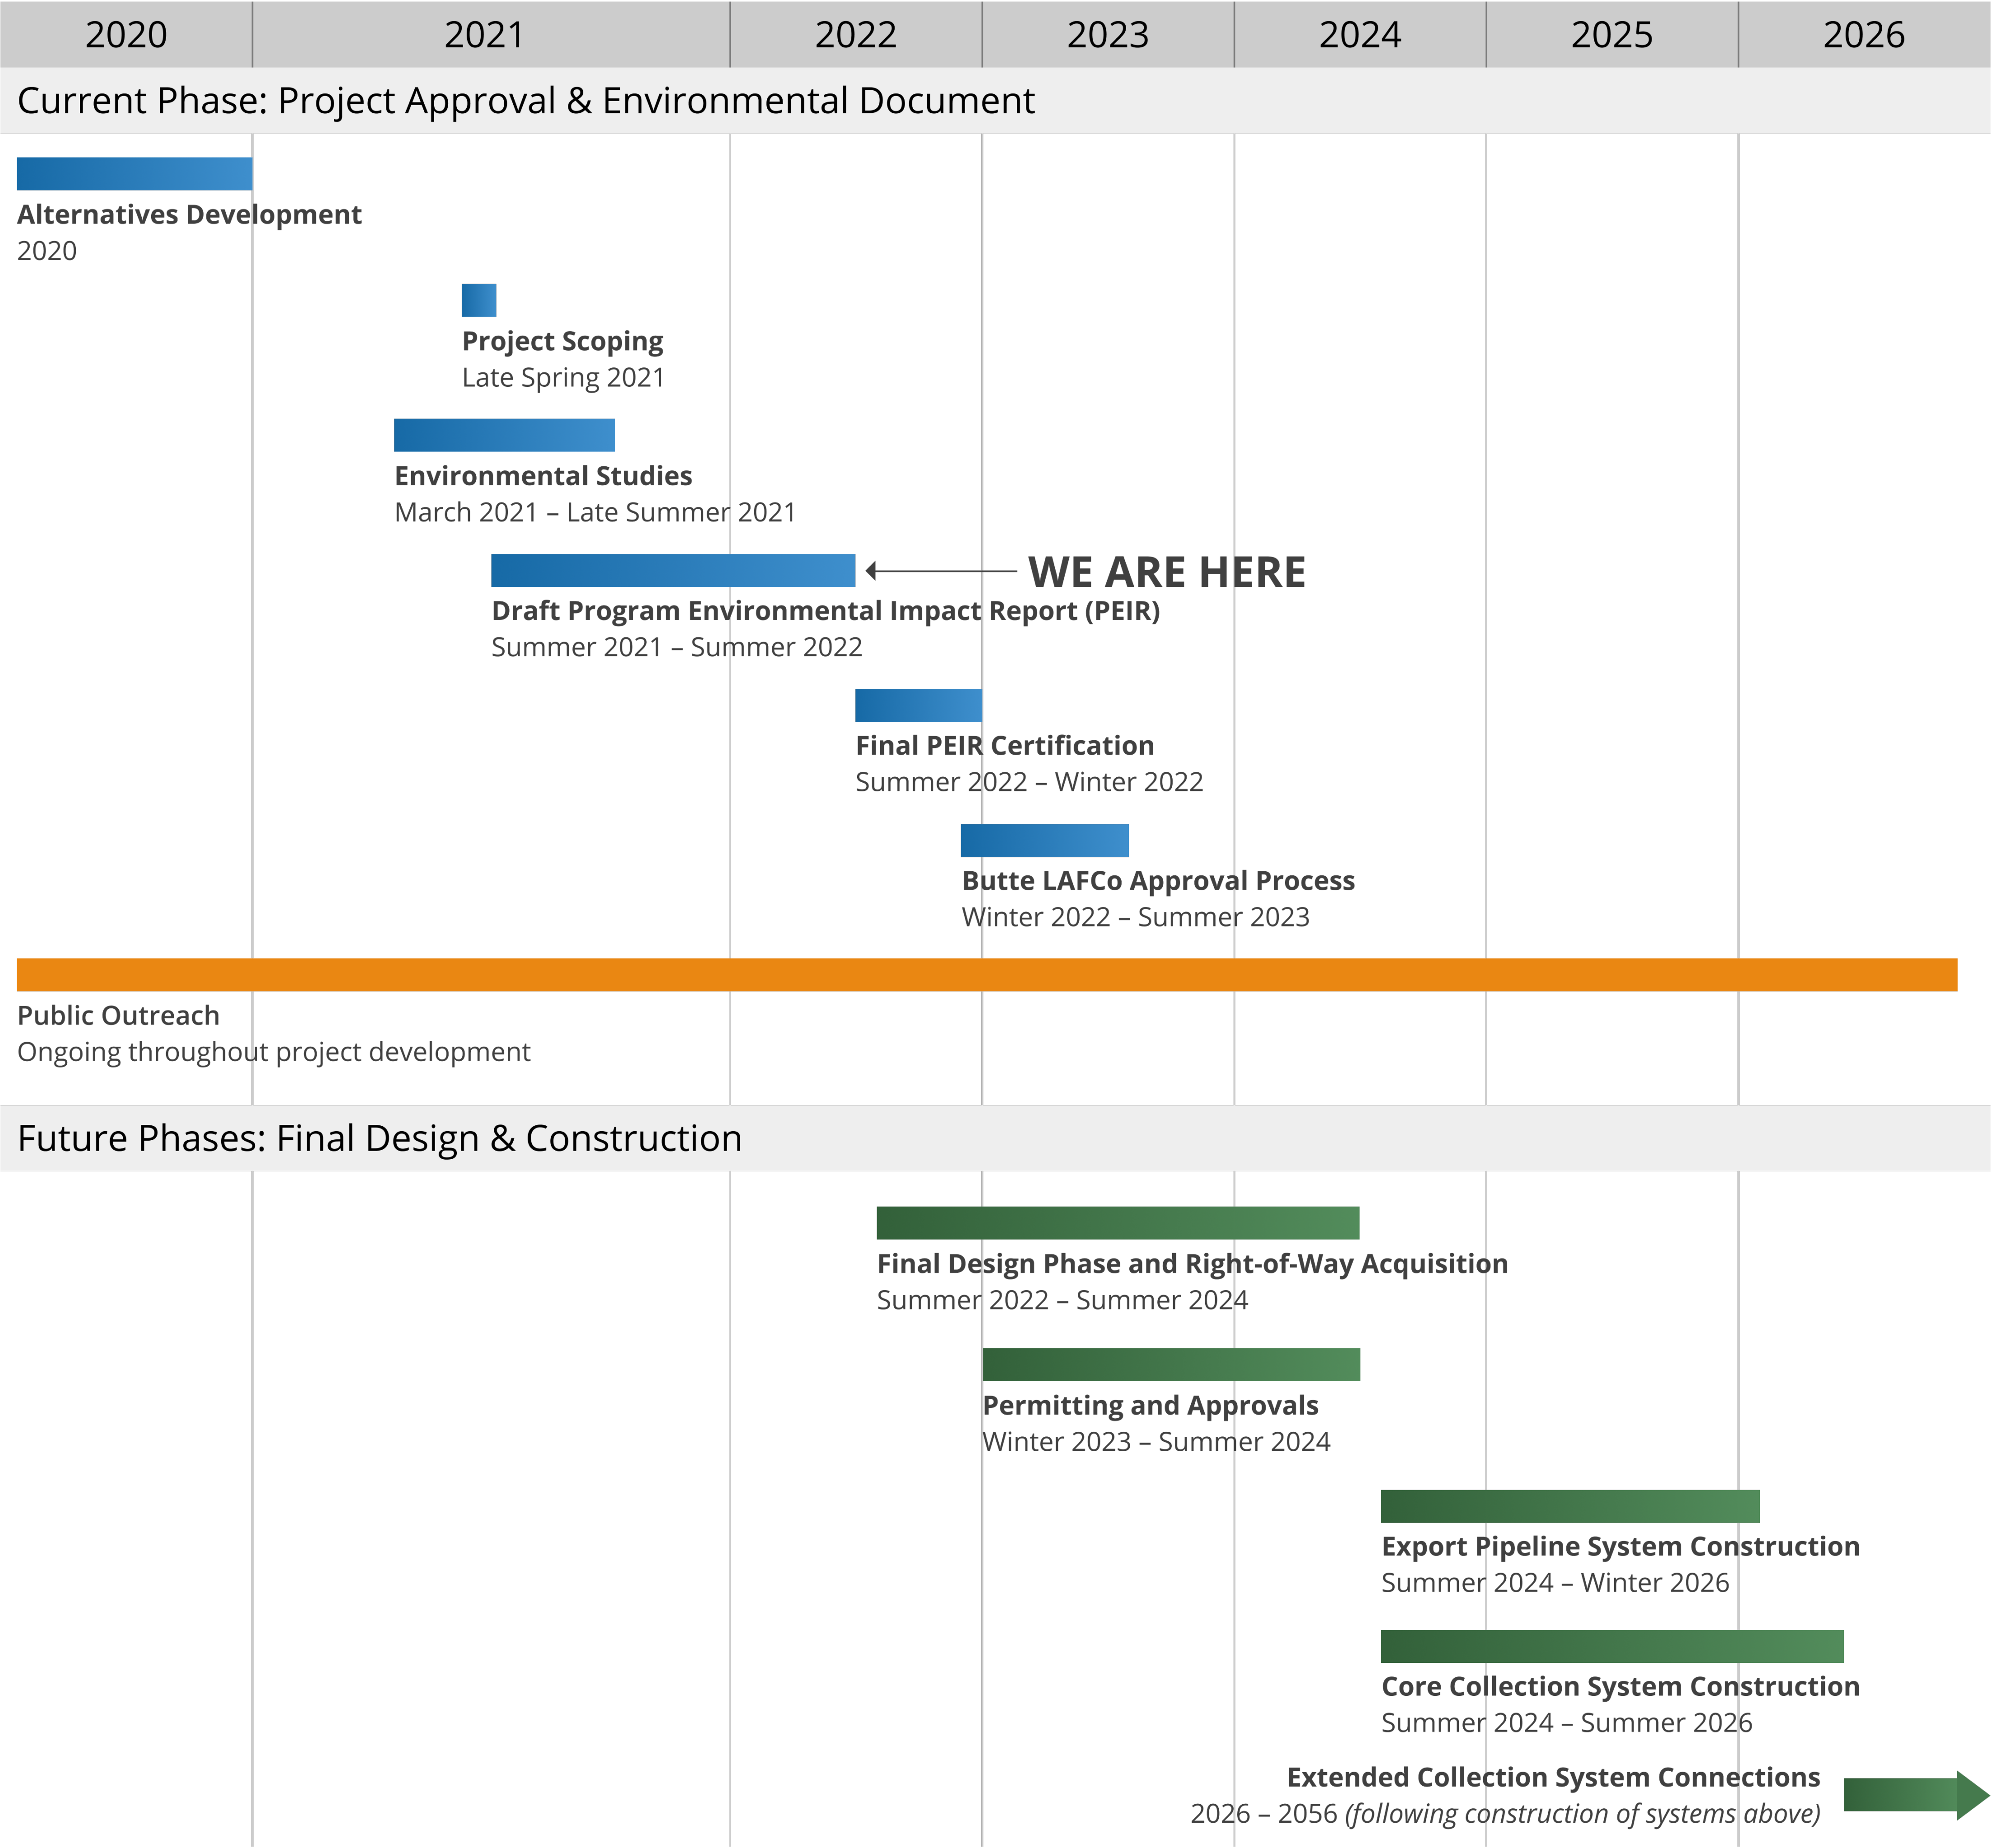 2020 2021 2022 2023 2024 2025 2026
Current Phase: Project Approval & Environmental Document
Alternatives Development
2020
Project Scoping
Late Spring 2021
Environmental Studies
March 2021 – Late Summer 2021
WE ARE HERE
Draft Program Environmental Impact Report (PEIR)
Summer 2021 – Summer 2022
Final PEIR Certification
Summer 2022 – Winter 2022
Butte LAFCo Approval Process
Winter 2022 – Summer 2023
Public Outreach
Ongoing throughout project development
Future Phases: Final Design & Construction
Final Design Phase and Right-of-Way Acquisition
Summer 2022 – Summer 2024
Permitting and Approvals
Winter 2023 – Summer 2024
Export Pipeline System Construction
Summer 2024 – Winter 2026
Core Collection System Construction
Summer 2024 – Summer 2026
Extended Collection System Connections
2026 – 2056 (following construction of systems above)